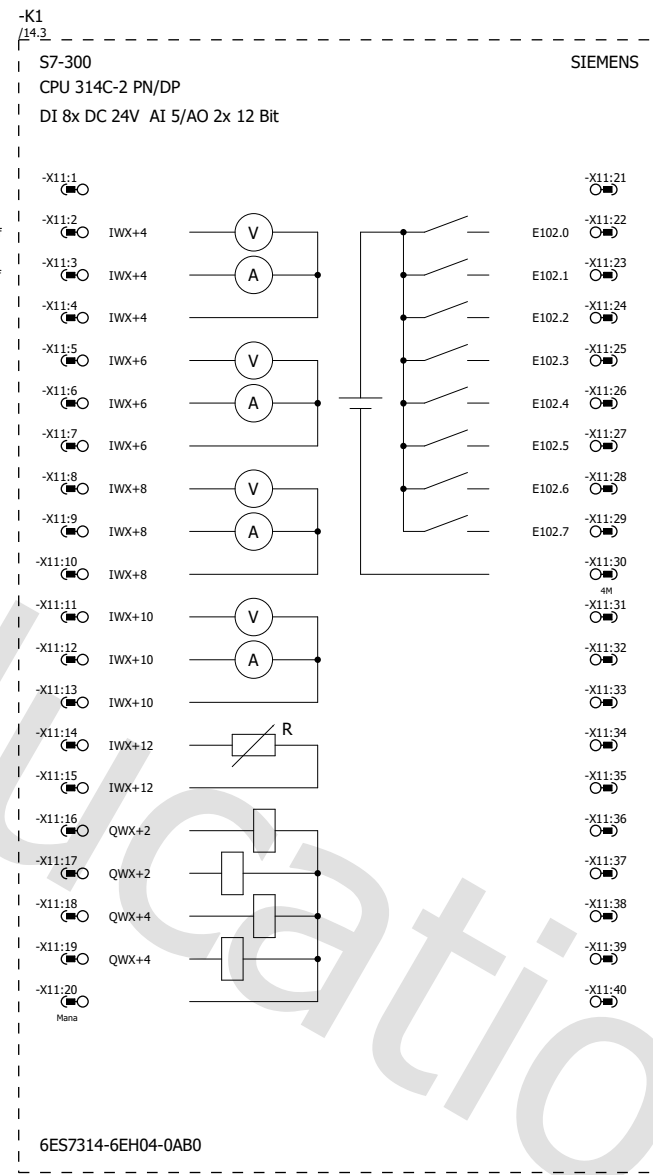 -K1
/14.3
S7-300 SIEMENS
CPU 314C-2 PN/DP
DI 8x DC 24V AI 5/AO 2x 12 Bit
-X11:1 -X11:21
-X11:2 IWX+4 V E102.0 -X11:22
-X11:3 IWX+4 A E102.1 -X11:23
-X11:4 IWX+4 E102.2 -X11:24
-X11:5 IWX+6 V E102.3 -X11:25
-X11:6 IWX+6 A E102.4 -X11:26
-X11:7 IWX+6 E102.5 -X11:27
-X11:8 IWX+8 V E102.6 -X11:28
-X11:9 IWX+8 A E102.7 -X11:29
-X11:10 IWX+8 -X11:30
4M
-X11:11 IWX+10 V -X11:31
-X11:12 IWX+10 A -X11:32
-X11:13 IWX+10 -X11:33
-X11:14 IWX+12 R -X11:34
-X11:15 IWX+12 -X11:35
-X11:16 QWX+2 -X11:36
-X11:17 QWX+2 -X11:37
-X11:18 QWX+4 -X11:38
-X11:19 QWX+4 -X11:39
-X11:20 -X11:40
Mana
6ES7314-6EH04-0AB0